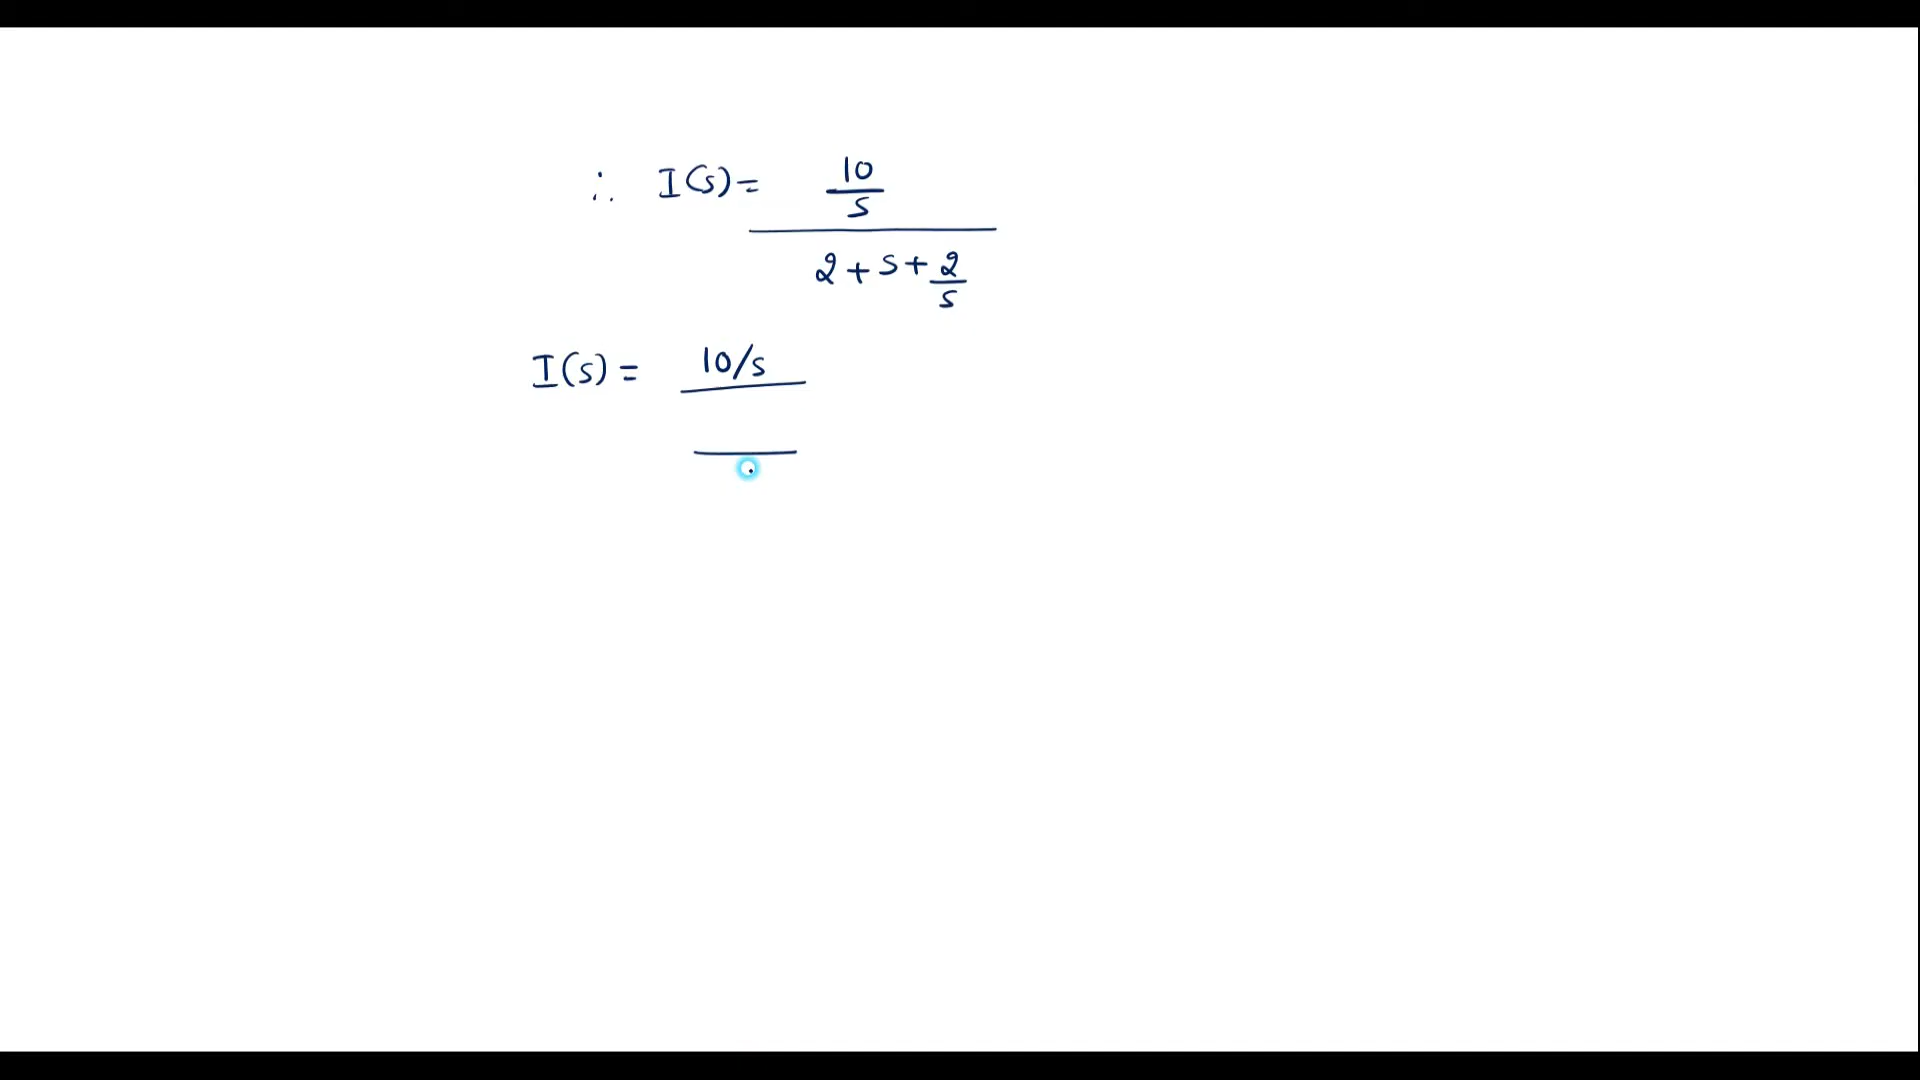 ∴ I(s) = 10
s
2 + s + 2
s
I(s) = 10/s